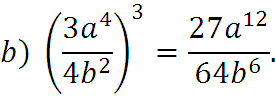 b) (3a⁴/4b²)³ = 27a¹²/64b⁶.